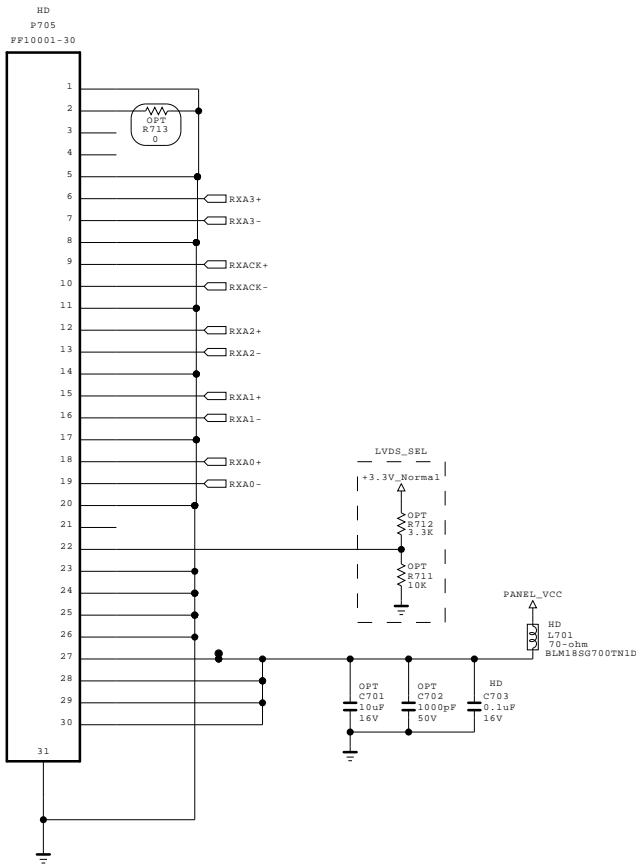 HD
P705
FF10001-30
1
2
OPT
R713
0
3
4
5
6
RXA3+
7
RXA3-
8
9
RXACK+
10
RXACK-
11
12
RXA2+
13
RXA2-
14
15
RXA1+
16
RXA1-
17
18
RXA0+
19
RXA0-
20
21
22
23
24
25
26
27
28
29
30
31
LVDS_SEL
+3.3V_Normal
OPT
R712
3.3K
OPT
R711
10K
PANEL_VCC
HD
L701
70-ohm
BLM18SG700TN1D
OPT
C701
10uF
16V
OPT
C702
1000pF
50V
HD
C703
0.1uF
16V